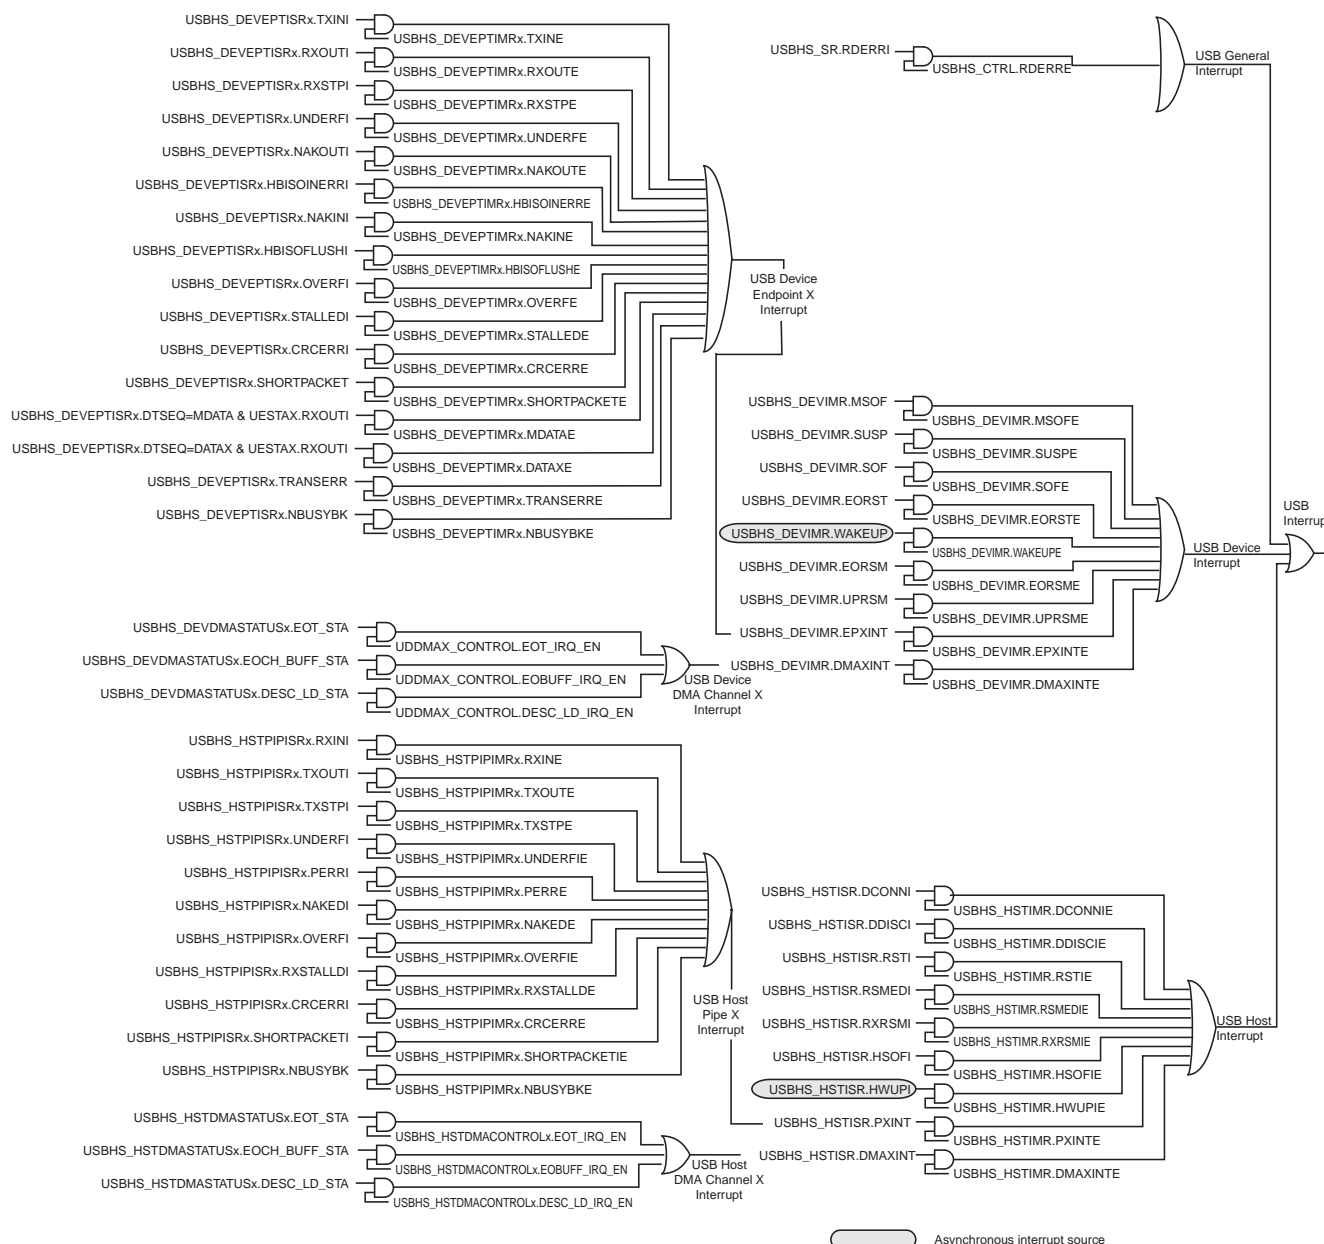 USBHS_DEVEPTISRx.TXINI
USBHS_DEVEPTIMRx.TXINE
USBHS_DEVEPTISRx.RXOUTI
USBHS_DEVEPTIMRx.RXOUTE
USBHS_DEVEPTISRx.RXSTPI
USBHS_DEVEPTIMRx.RXSTPE
USBHS_DEVEPTISRx.UNDERFI
USBHS_DEVEPTIMRx.UNDERFE
USBHS_DEVEPTISRx.NAKOUTI
USBHS_DEVEPTIMRx.NAKOUTE
USBHS_DEVEPTISRx.HBISOINERRI
USBHS_DEVEPTIMRx.HBISOINERRE
USBHS_DEVEPTISRx.NAKINI
USBHS_DEVEPTIMRx.NAKINE
USBHS_DEVEPTISRx.HBISOFLUSHI
USBHS_DEVEPTIMRx.HBISOFLUSHE
USBHS_DEVEPTISRx.OVERFI
USBHS_DEVEPTIMRx.OVERFE
USBHS_DEVEPTISRx.STALLEDI
USBHS_DEVEPTIMRx.STALLEDE
USBHS_DEVEPTISRx.CRCERRI
USBHS_DEVEPTIMRx.CRCERRE
USBHS_DEVEPTISRx.SHORTPACKET
USBHS_DEVEPTIMRx.SHORTPACKETE
USBHS_DEVEPTISRx.DTSEQ=MDATA & UESTAX.RXOUTI
USBHS_DEVEPTIMRx.MDATAE
USBHS_DEVEPTISRx.DTSEQ=DATAX & UESTAX.RXOUTI
USBHS_DEVEPTIMRx.DATAXE
USBHS_DEVEPTISRx.TRANSERR
USBHS_DEVEPTIMRx.TRANSERRE
USBHS_DEVEPTISRx.NBUSYBK
USBHS_DEVEPTIMRx.NBUSYBKE
USB Device
Endpoint X
Interrupt
USBHS_SR.RDERRI
USBHS_CTRL.RDERRE
USB General
Interrupt
USBHS_DEVIMR.MSOF
USBHS_DEVIMR.MSOFE
USBHS_DEVIMR.SUSP
USBHS_DEVIMR.SUSPE
USBHS_DEVIMR.SOF
USBHS_DEVIMR.SOFE
USBHS_DEVIMR.EORST
USBHS_DEVIMR.EORSTE
USBHS_DEVIMR.WAKEUP
USBHS_DEVIMR.WAKEUPE
USBHS_DEVIMR.EORSM
USBHS_DEVIMR.EORSME
USBHS_DEVIMR.UPRSM
USBHS_DEVIMR.UPRSME
USBHS_DEVIMR.EPXINT
USBHS_DEVIMR.EPXINTE
USBHS_DEVIMR.DMAXINT
USBHS_DEVIMR.DMAXINTE
USB Device
Interrupt
USB
Interrup
USBHS_DEVDMASTATUSx.EOT_STA
UDDMAX_CONTROL.EOT_IRQ_EN
USBHS_DEVDMASTATUSx.EOCH_BUFF_STA
UDDMAX_CONTROL.EOBUFF_IRQ_EN
USBHS_DEVDMASTATUSx.DESC_LD_STA
UDDMAX_CONTROL.DESC_LD_IRQ_EN
USB Device
DMA Channel X
Interrupt
USBHS_HSTPIPISRx.RXINI
USBHS_HSTPIPIMRx.RXINE
USBHS_HSTPIPISRx.TXOUTI
USBHS_HSTPIPIMRx.TXOUTE
USBHS_HSTPIPISRx.TXSTPI
USBHS_HSTPIPIMRx.TXSTPE
USBHS_HSTPIPISRx.UNDERFI
USBHS_HSTPIPIMRx.UNDERFIE
USBHS_HSTPIPISRx.PERRI
USBHS_HSTPIPIMRx.PERRE
USBHS_HSTPIPISRx.NAKEDI
USBHS_HSTPIPIMRx.NAKEDE
USBHS_HSTPIPISRx.OVERFI
USBHS_HSTPIPIMRx.OVERFIE
USBHS_HSTPIPISRx.RXSTALLDI
USBHS_HSTPIPIMRx.RXSTALLDE
USBHS_HSTPIPISRx.CRCERRI
USBHS_HSTPIPIMRx.CRCERRE
USBHS_HSTPIPISRx.SHORTPACKETI
USBHS_HSTPIPIMRx.SHORTPACKETIE
USBHS_HSTPIPISRx.NBUSYBK
USBHS_HSTPIPIMRx.NBUSYBKE
USB Host
Pipe X
Interrupt
USBHS_HSTISR.DCONNI
USBHS_HSTIMR.DCONNIE
USBHS_HSTISR.DDISCI
USBHS_HSTIMR.DDISCIE
USBHS_HSTISR.RSTI
USBHS_HSTIMR.RSTIE
USBHS_HSTISR.RSMEDI
USBHS_HSTIMR.RSMEDIE
USBHS_HSTISR.RXRSMI
USBHS_HSTIMR.RXRSMIE
USBHS_HSTISR.HSOFI
USBHS_HSTIMR.HSOFIE
USBHS_HSTISR.HWUPI
USBHS_HSTIMR.HWUPIE
USBHS_HSTISR.PXINT
USBHS_HSTIMR.PXINTE
USBHS_HSTISR.DMAXINT
USBHS_HSTIMR.DMAXINTE
USB Host
Interrupt
USBHS_HSTDMASTATUSx.EOT_STA
USBHS_HSTDMACONTROLx.EOT_IRQ_EN
USBHS_HSTDMASTATUSx.EOCH_BUFF_STA
USBHS_HSTDMACONTROLx.EOBUFF_IRQ_EN
USBHS_HSTDMASTATUSx.DESC_LD_STA
USBHS_HSTDMACONTROLx.DESC_LD_IRQ_EN
USB Host
DMA Channel X
Interrupt
Asynchronous interrupt source